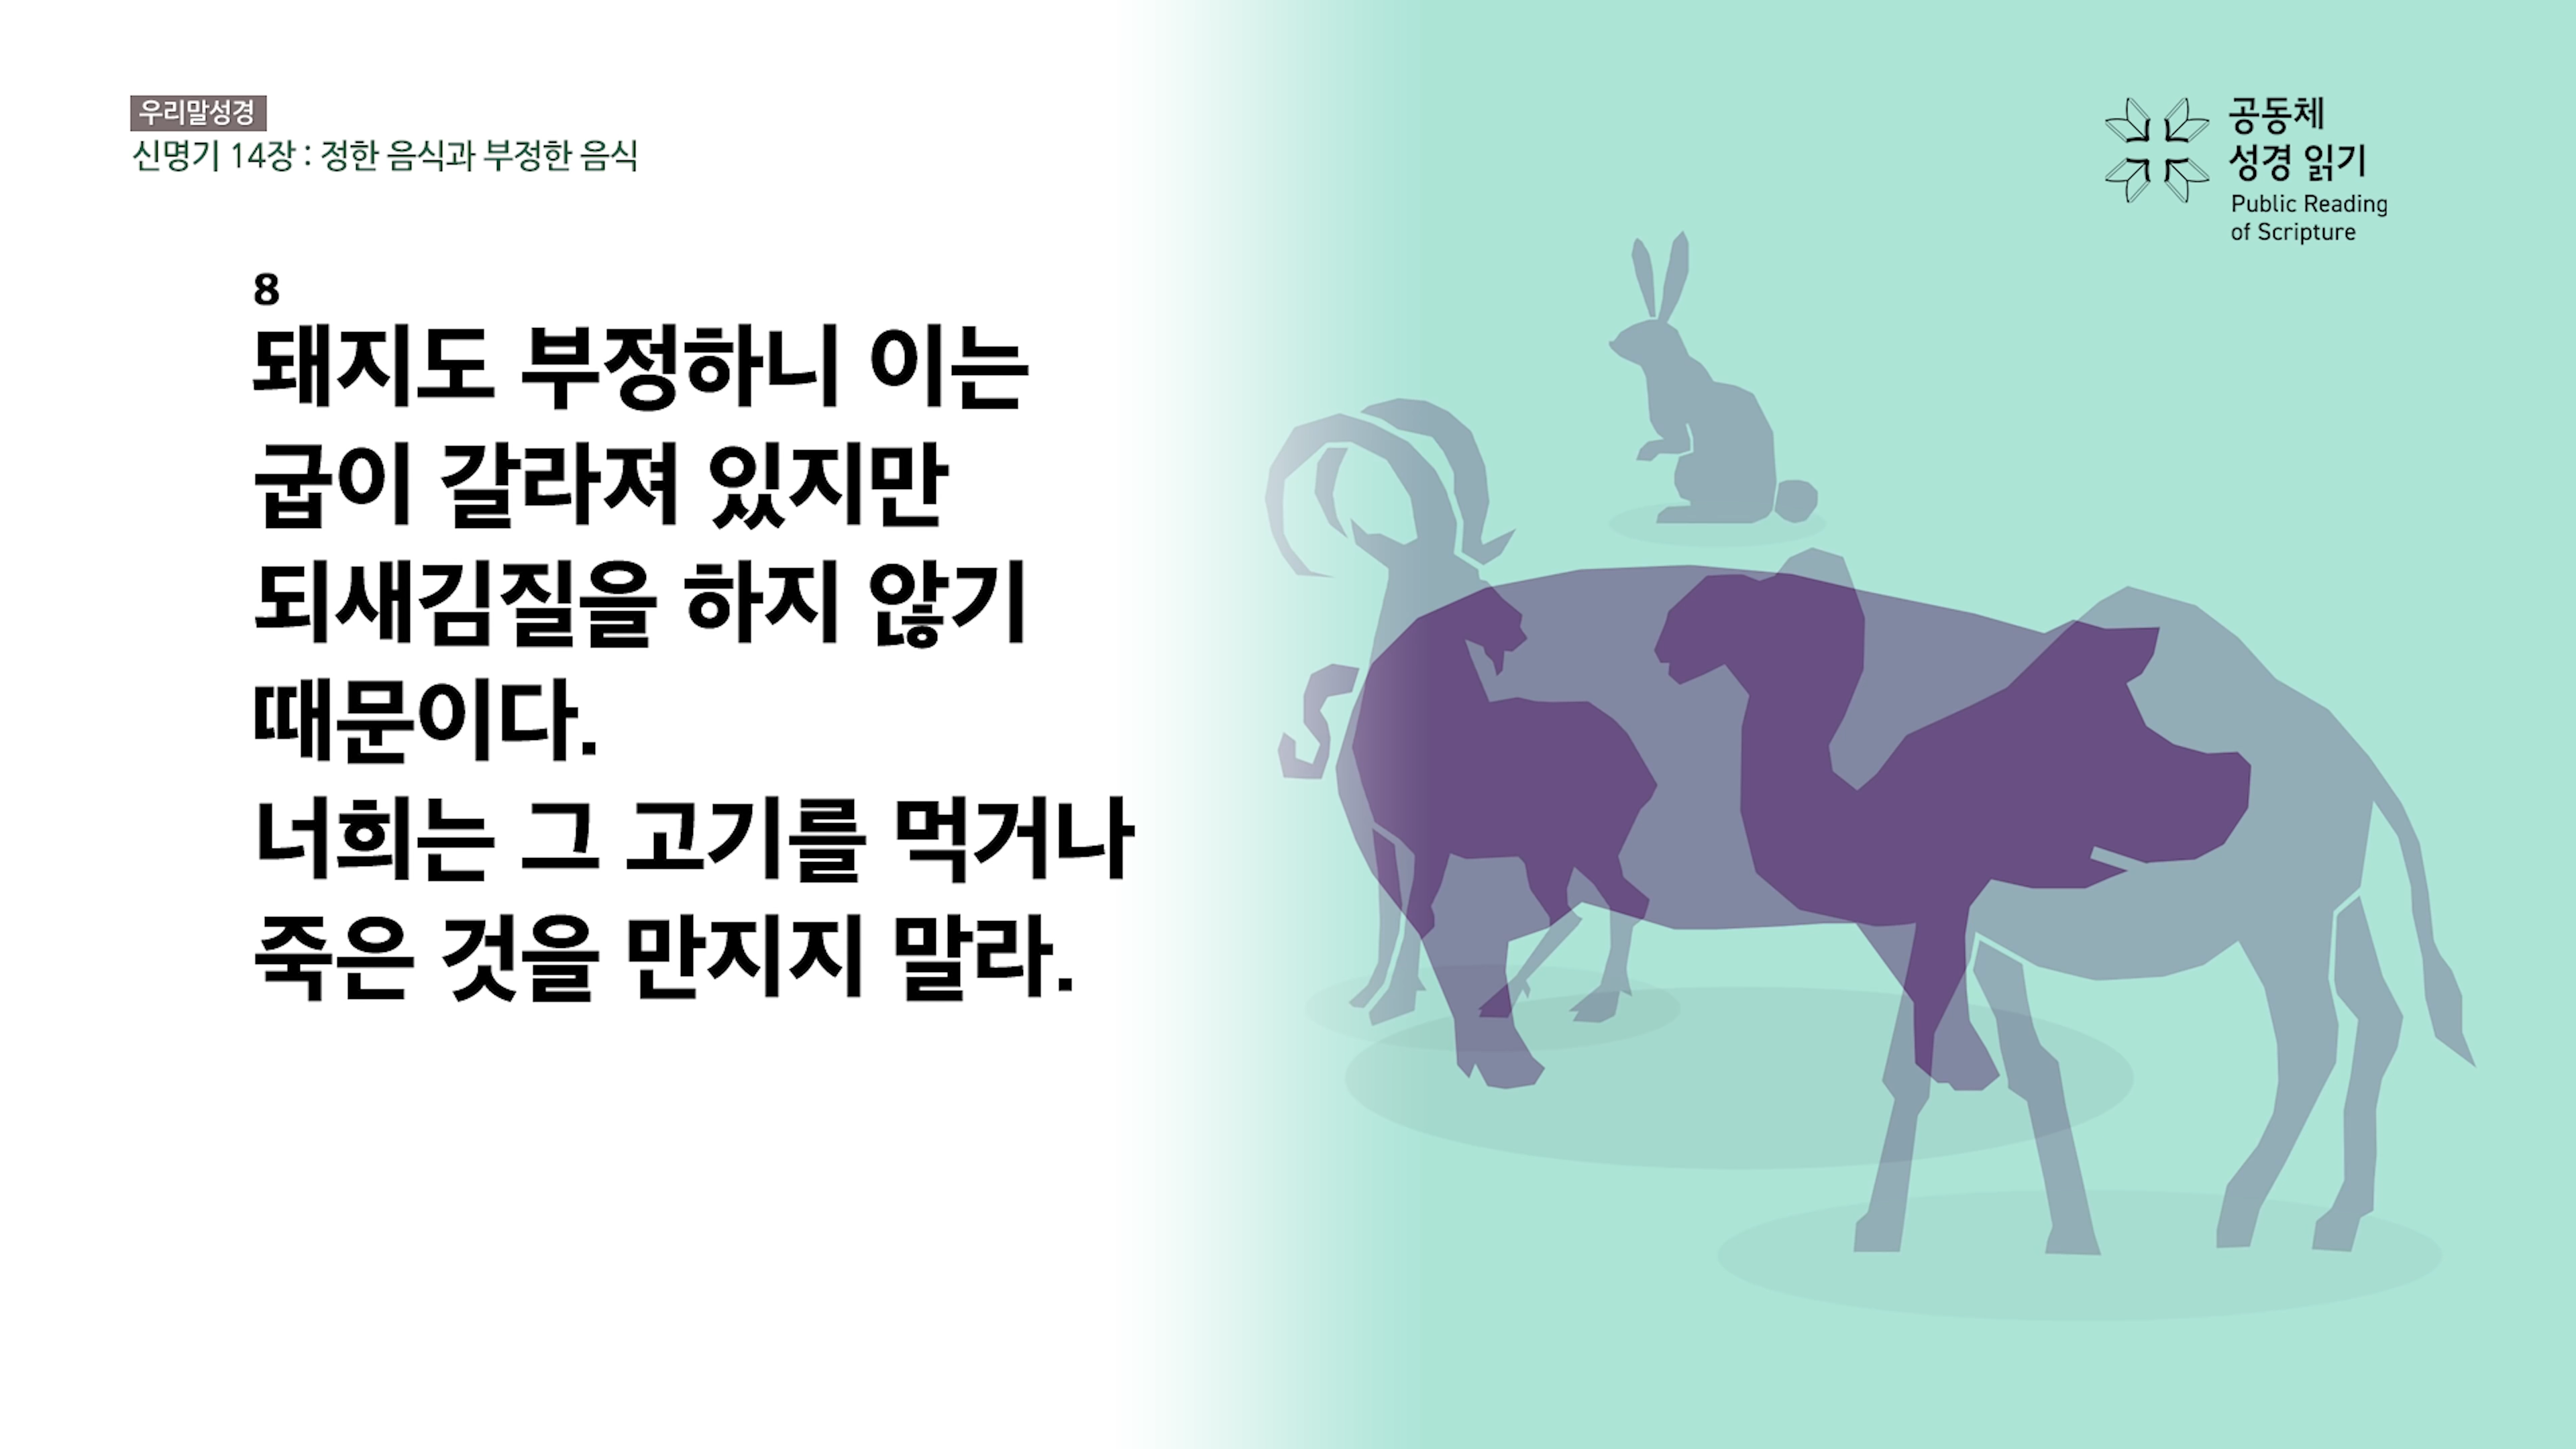 우리말성경
신명기 14장 : 정한 음식과 부정한 음식
공동체
성경 읽기
Public Reading
of Scripture
8
돼지도 부정하니 이는
굽이 갈라져 있지만
되새김질을 하지 않기
때문이다.
너희는 그 고기를 먹거나
죽은 것을 만지지 말라.